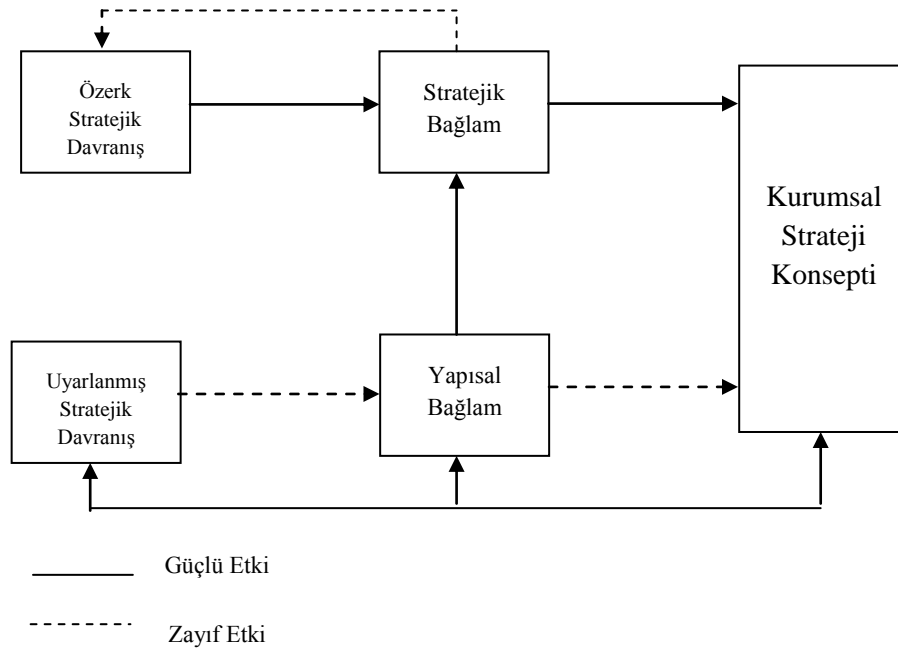 Özerk
Stratejik
Davranış
Stratejik
Bağlam
Kurumsal
Strateji
Konsepti
Uyarlanmış
Stratejik
Davranış
Yapısal
Bağlam
Güçlü Etki
Zayıf Etki